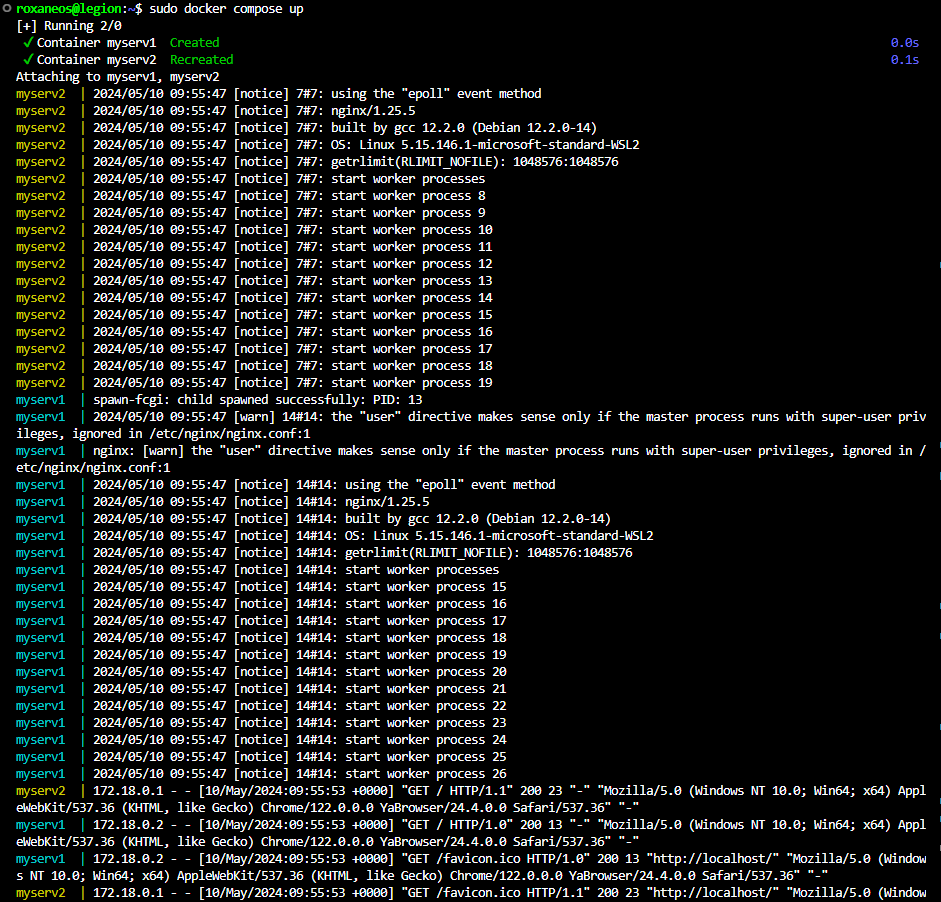 roxaneos@legion:~$ sudo docker compose up
[+] Running 2/0
✓ Container myserv1 Created 0.0s
✓ Container myserv2 Recreated 0.1s
Attaching to myserv1, myserv2
myserv2 | 2024/05/10 09:55:47 [notice] 7#7: using the "epoll" event method
myserv2 | 2024/05/10 09:55:47 [notice] 7#7: nginx/1.25.5
myserv2 | 2024/05/10 09:55:47 [notice] 7#7: built by gcc 12.2.0 (Debian 12.2.0-14)
myserv2 | 2024/05/10 09:55:47 [notice] 7#7: OS: Linux 5.15.146.1-microsoft-standard-WSL2
myserv2 | 2024/05/10 09:55:47 [notice] 7#7: getrlimit(RLIMIT_NOFILE): 1048576:1048576
myserv2 | 2024/05/10 09:55:47 [notice] 7#7: start worker processes
myserv2 | 2024/05/10 09:55:47 [notice] 7#7: start worker process 8
myserv2 | 2024/05/10 09:55:47 [notice] 7#7: start worker process 9
myserv2 | 2024/05/10 09:55:47 [notice] 7#7: start worker process 10
myserv2 | 2024/05/10 09:55:47 [notice] 7#7: start worker process 11
myserv2 | 2024/05/10 09:55:47 [notice] 7#7: start worker process 12
myserv2 | 2024/05/10 09:55:47 [notice] 7#7: start worker process 13
myserv2 | 2024/05/10 09:55:47 [notice] 7#7: start worker process 14
myserv2 | 2024/05/10 09:55:47 [notice] 7#7: start worker process 15
myserv2 | 2024/05/10 09:55:47 [notice] 7#7: start worker process 16
myserv2 | 2024/05/10 09:55:47 [notice] 7#7: start worker process 17
myserv2 | 2024/05/10 09:55:47 [notice] 7#7: start worker process 18
myserv2 | 2024/05/10 09:55:47 [notice] 7#7: start worker process 19
myserv1 | spawn-fcgi: child spawned successfully: PID: 13
myserv1 | 2024/05/10 09:55:47 [warn] 14#14: the "user" directive makes sense only if the master process runs with super-user priv
ileges, ignored in /etc/nginx/nginx.conf:1
myserv1 | nginx: [warn] the "user" directive makes sense only if the master process runs with super-user privileges, ignored in /
etc/nginx/nginx.conf:1
myserv1 | 2024/05/10 09:55:47 [notice] 14#14: using the "epoll" event method
myserv1 | 2024/05/10 09:55:47 [notice] 14#14: nginx/1.25.5
myserv1 | 2024/05/10 09:55:47 [notice] 14#14: built by gcc 12.2.0 (Debian 12.2.0-14)
myserv1 | 2024/05/10 09:55:47 [notice] 14#14: OS: Linux 5.15.146.1-microsoft-standard-WSL2
myserv1 | 2024/05/10 09:55:47 [notice] 14#14: getrlimit(RLIMIT_NOFILE): 1048576:1048576
myserv1 | 2024/05/10 09:55:47 [notice] 14#14: start worker processes
myserv1 | 2024/05/10 09:55:47 [notice] 14#14: start worker process 15
myserv1 | 2024/05/10 09:55:47 [notice] 14#14: start worker process 16
myserv1 | 2024/05/10 09:55:47 [notice] 14#14: start worker process 17
myserv1 | 2024/05/10 09:55:47 [notice] 14#14: start worker process 18
myserv1 | 2024/05/10 09:55:47 [notice] 14#14: start worker process 19
myserv1 | 2024/05/10 09:55:47 [notice] 14#14: start worker process 20
myserv1 | 2024/05/10 09:55:47 [notice] 14#14: start worker process 21
myserv1 | 2024/05/10 09:55:47 [notice] 14#14: start worker process 22
myserv1 | 2024/05/10 09:55:47 [notice] 14#14: start worker process 23
myserv1 | 2024/05/10 09:55:47 [notice] 14#14: start worker process 24
myserv1 | 2024/05/10 09:55:47 [notice] 14#14: start worker process 25
myserv1 | 2024/05/10 09:55:47 [notice] 14#14: start worker process 26
myserv2 | 172.18.0.1 - - [10/May/2024:09:55:53 +0000] "GET / HTTP/1.1" 200 23 "-" "Mozilla/5.0 (Windows NT 10.0; Win64; x64) Appl
eWebKit/537.36 (KHTML, like Gecko) Chrome/122.0.0.0 YaBrowser/24.4.0.0 Safari/537.36" "-"
myserv1 | 172.18.0.2 - - [10/May/2024:09:55:53 +0000] "GET / HTTP/1.0" 200 13 "-" "Mozilla/5.0 (Windows NT 10.0; Win64; x64) Appl
eWebKit/537.36 (KHTML, like Gecko) Chrome/122.0.0.0 YaBrowser/24.4.0.0 Safari/537.36" "-"
myserv1 | 172.18.0.2 - - [10/May/2024:09:55:53 +0000] "GET /favicon.ico HTTP/1.0" 200 13 "http://localhost/" "Mozilla/5.0 (Window
s NT 10.0; Win64; x64) AppleWebKit/537.36 (KHTML, like Gecko) Chrome/122.0.0.0 YaBrowser/24.4.0.0 Safari/537.36" "-"
myserv2 | 172.18.0.1 - - [10/May/2024:09:55:53 +0000] "GET /favicon.ico HTTP/1.1" 200 23 "http://localhost/" "Mozilla/5.0 (Window